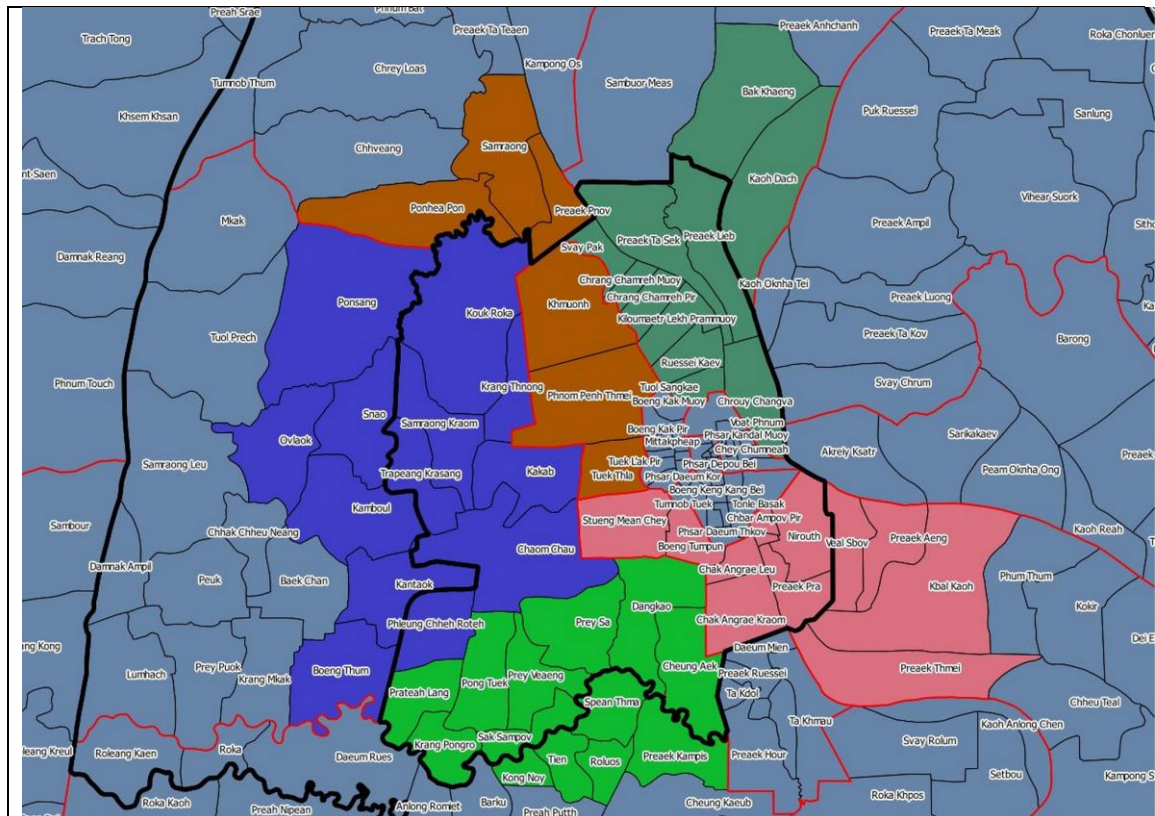 Preah Srae
Phnum Bat
Trach Tong
Preaek Ta Teaen
Preaek Anhchanh
Preaek Ta Meak
Roka Chonluen
Chrey Loas
Kampong Os
Tumnob Thum
Sambuor Meas
Bak Khaeng
Khsem Khsan
Puk Ruessei
Sanlung
Chhveang
Samraong
nt-Saen
Kaoh Dach
Vihear Suork
Mkak
Ponhea Pon
Preaek Pnov
Preaek Ampil
Preaek Lieb
Preaek Ta Sek
Svay Pak
Damnak Reang
Chrang Chamreh Muoy
Kaoh Oknha Tei
Chrang Chamreh Pir
Preaek Luong
Ponsang
Khmuonh
Kouk Roka
Kiloumaetr Lekh Prammuoy
Tuol Prech
Preaek Ta Kov
Barong
Ruessei Kaev
Phnum Touch
Krang Thnong
Svay Chrum
Tuol Sangkae
Phnom Penh Thmei
Boeng Kak Muoy
Chrouy Changva
Snao
Samraong Kraom
Voat Phnum
Boeng Kak Pir
Phsar Kandal Muoy
Sarikakaev
Ovlaok
Mittakpheap
Chey Chumneah
Akreiy Ksatr
Preaek
Tuek L'ak Pir
Phsar Depou Bei
Samraong Leu
Trapeang Krasang
Kakab
Tuek Thla
Phsar Daeum Kor
Peam Oknha Ong
Boeng Keng Kang Bei
Tumnob Tuek
Tonle Basak
Kamboul
Stueng Mean Chey
Chbar Ampov Pir
Sambour
Kaoh Reah
Chhak Chheu Neang
Phsar Daeum Thkov
Nirouth
Veal Sbov
Preaek Aeng
Boeng Tumpun
Chaom Chau
Damnak Ampil
Chak Angrae Leu
Peuk
Baek Chan
Kantaok
Preaek Pra
Kbal Kaoh
Phum Thum
Kokir
Dangkao
Phleung Chheh Roteh
Prey Sa
Chak Angrae Kraom
ang Kong
Daeum Mien
Preaek Thmei
Prey Puok
Boeng Thum
Cheung Aek
Lumhach
Prey Veaeng
Preaek Ruessei
Krang Mkak
Pong Tuek
Prateah Lang
Ta Kdol
Spean Thma
Chheu Teal
Kaoh Anlong Chen
Ta Khmau
Sak Sampov
Svay Rolum
Krang Pongro
Roka
Roleang Kaen
Daeum Rues
Tien
Roluos
Preaek Kampis
Preaek Hour
Setbou
Kong Noy
Roka Khpos
Roka Kaoh
Preah Nipean
Anlong Romiet
Barku
Preah Putth
Cheung Kaeub